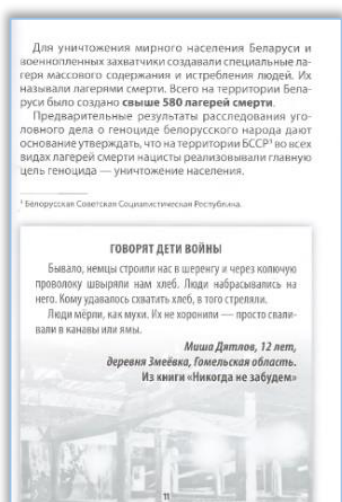 Для уничтожения мирного населения Беларуси и
военнопленных захватчики создавали специальные ла-
геря массового содержания и истребления людей. Их
называли лагерями смерти. Всего на территории Бела-
руси было создано свыше 580 лагерей смерти.
Предварительные результаты расследования уго-
ловного дела о геноциде белорусского народа дают
основание утверждать, что на территории БССР¹ во всех
видах лагерей смерти нацисты реализовывали главную
цель геноцида — уничтожение населения.
¹ Белорусская Советская Социалистическая Республика.
ГОВОРЯТ ДЕТИ ВОЙНЫ
Бывало, немцы строили нас в шеренгу и через колючую
проволоку швыряли нам хлеб. Люди набрасывались на
него. Кому удавалось схватить хлеб, в того стреляли.
Люди мёрли, как мухи. Их не хоронили — просто свали-
вали в канавы или ямы.
Миша Дятлов, 12 лет,
деревня Змеёвка, Гомельская область.
Из книги «Никогда не забудем»
11